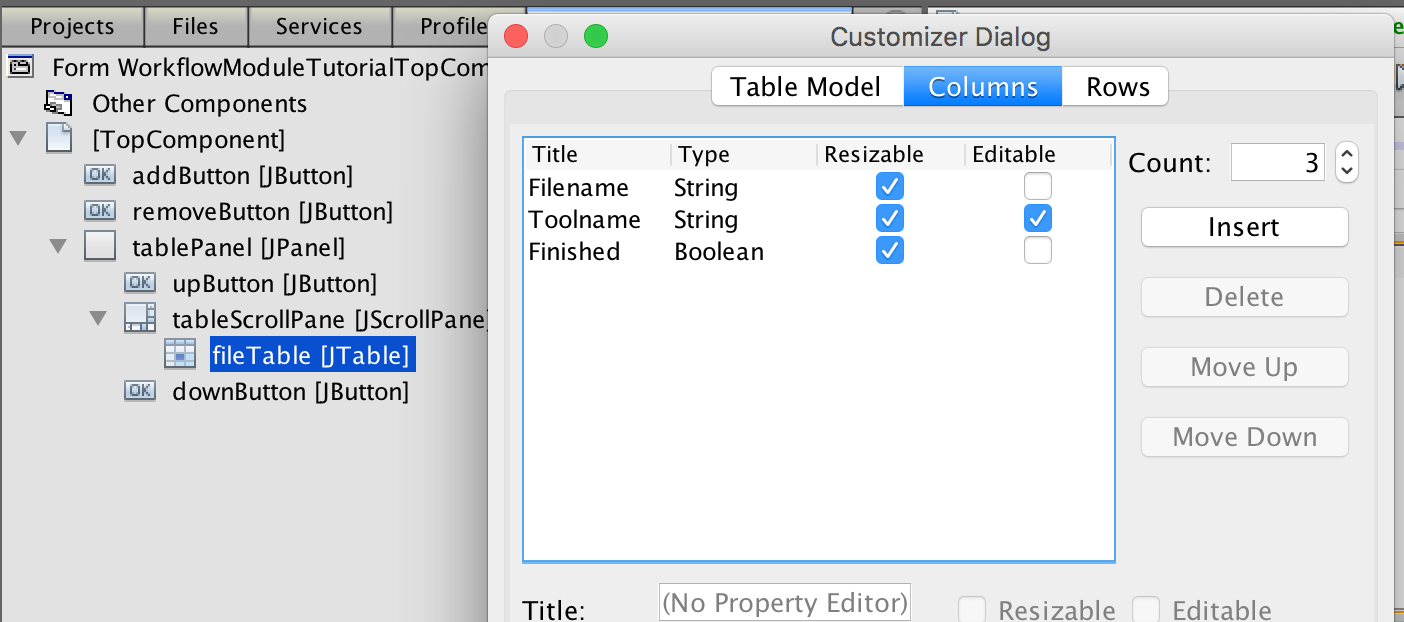 Projects
Files
Services
Profile
Form WorkflowModuleTutorialTopCom
Other Components
[TopComponent]
OK addButton [JButton]
OK removeButton [JButton]
tablePanel [JPanel]
OK upButton [JButton]
tableScrollPane [JScrollPane]
fileTable [JTable]
OK downButton [JButton]
Customizer Dialog
Table Model
Columns
Rows
Title Type Resizable Editable
Filename String
Toolname String
Finished Boolean
Count: 3
Insert
Delete
Move Up
Move Down
Title: (No Property Editor) Resizable Editable